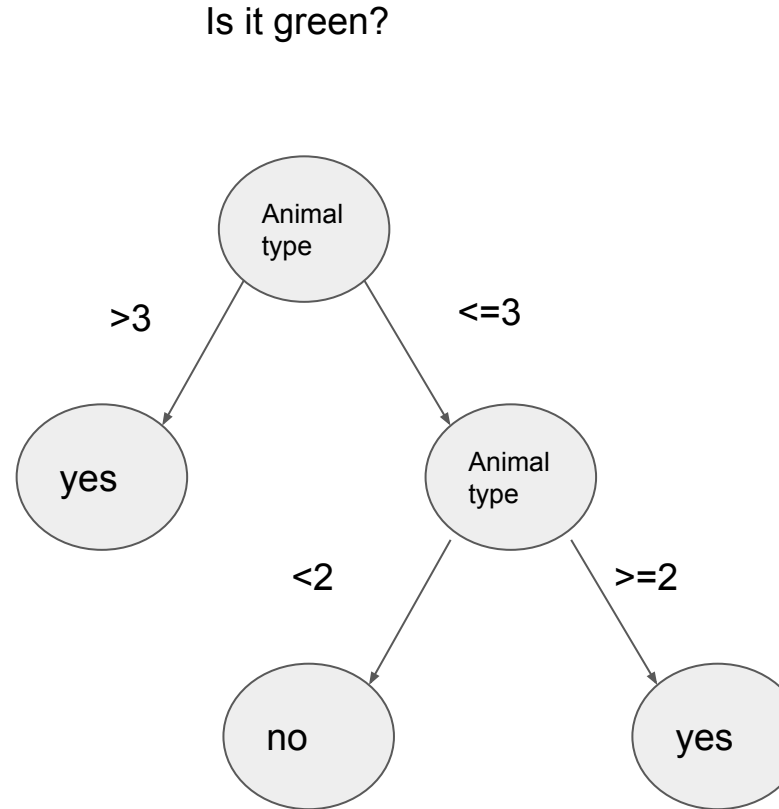 Is it green?
Animal
type
>3
<=3
yes
Animal
type
<2
>=2
no
yes